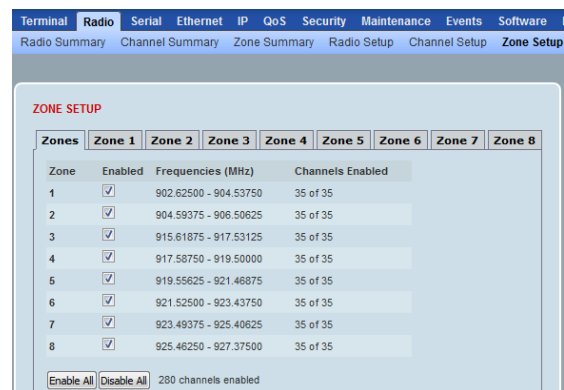 Terminal Radio Serial Ethernet IP QoS Security Maintenance Events Software
Radio Summary Channel Summary Zone Summary Radio Setup Channel Setup Zone Setup
ZONE SETUP
Zones Zone 1 Zone 2 Zone 3 Zone 4 Zone 5 Zone 6 Zone 7 Zone 8
Zone Enabled Frequencies (MHz) Channels Enabled
1 902.62500 - 904.53750 35 of 35
2 904.59375 - 906.50625 35 of 35
3 915.61875 - 917.53125 35 of 35
4 917.58750 - 919.50000 35 of 35
5 919.55625 - 921.46875 35 of 35
6 921.52500 - 923.43750 35 of 35
7 923.49375 - 925.40625 35 of 35
8 925.46250 - 927.37500 35 of 35
Enable All Disable All 280 channels enabled